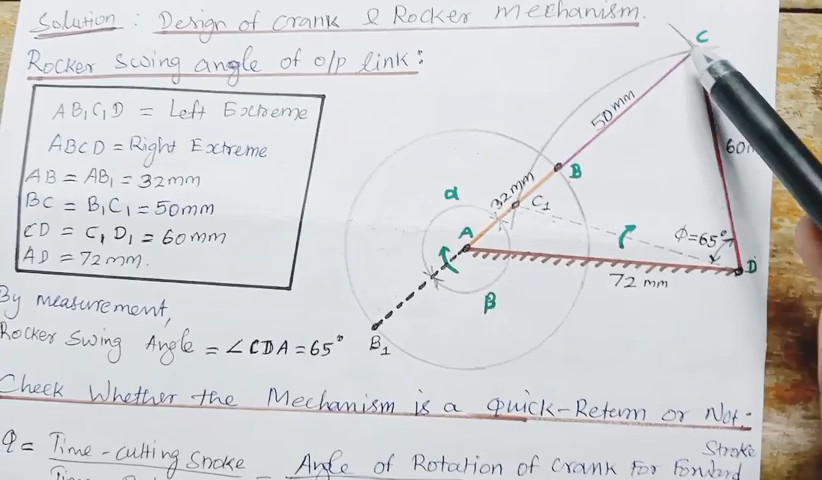 Solution : Design of Crank & Rocker Mechanism.
Rocker swing angle of o/p link :
AB₁C₁D = Left Extreme
ABCD = Right Extreme
AB = AB₁ = 32mm
BC = B₁C₁ = 50mm
CD = C₁D₁ = 60mm
AD = 72mm.
C
50mm
B
32mm
C₁
α
A
β
B₁
60
Φ=65°
D
72 mm
By measurement,
Rocker Swing Angle = ∠CDA = 65°
Check Whether the Mechanism is a Quick-Return or Not:
Q = Time-cutting Stroke = Angle of Rotation of Crank for Forward Stroke